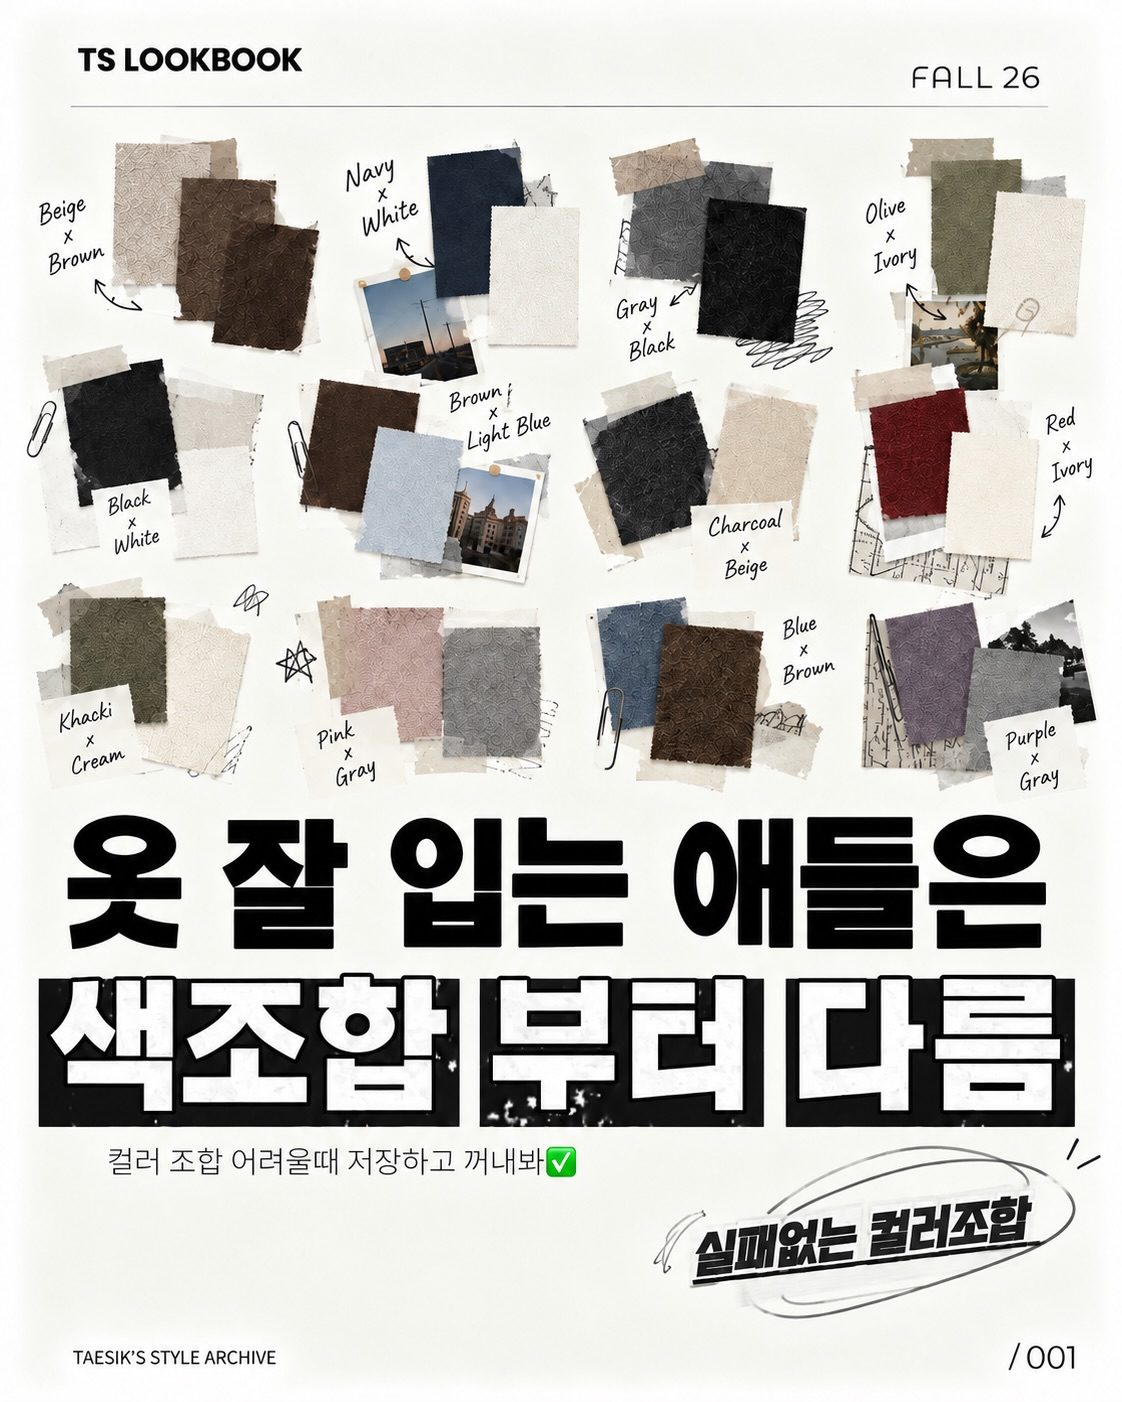 TS LOOKBOOK
FALL 26
Beige
x
Brown
Navy
x
White
Gray
x
Black
Olive
x
Ivory
Black
x
White
Brown
x
Light Blue
Charcoal
x
Beige
Red
x
Ivory
Khacki
x
Cream
Pink
x
Gray
Blue
x
Brown
Purple
x
Gray
옷 잘 입는 애들은
색조합 부터 다름
컬러 조합 어려울때 저장하고 꺼내봐✅
실패없는 컬러조합
TAESIK'S STYLE ARCHIVE
/ 001